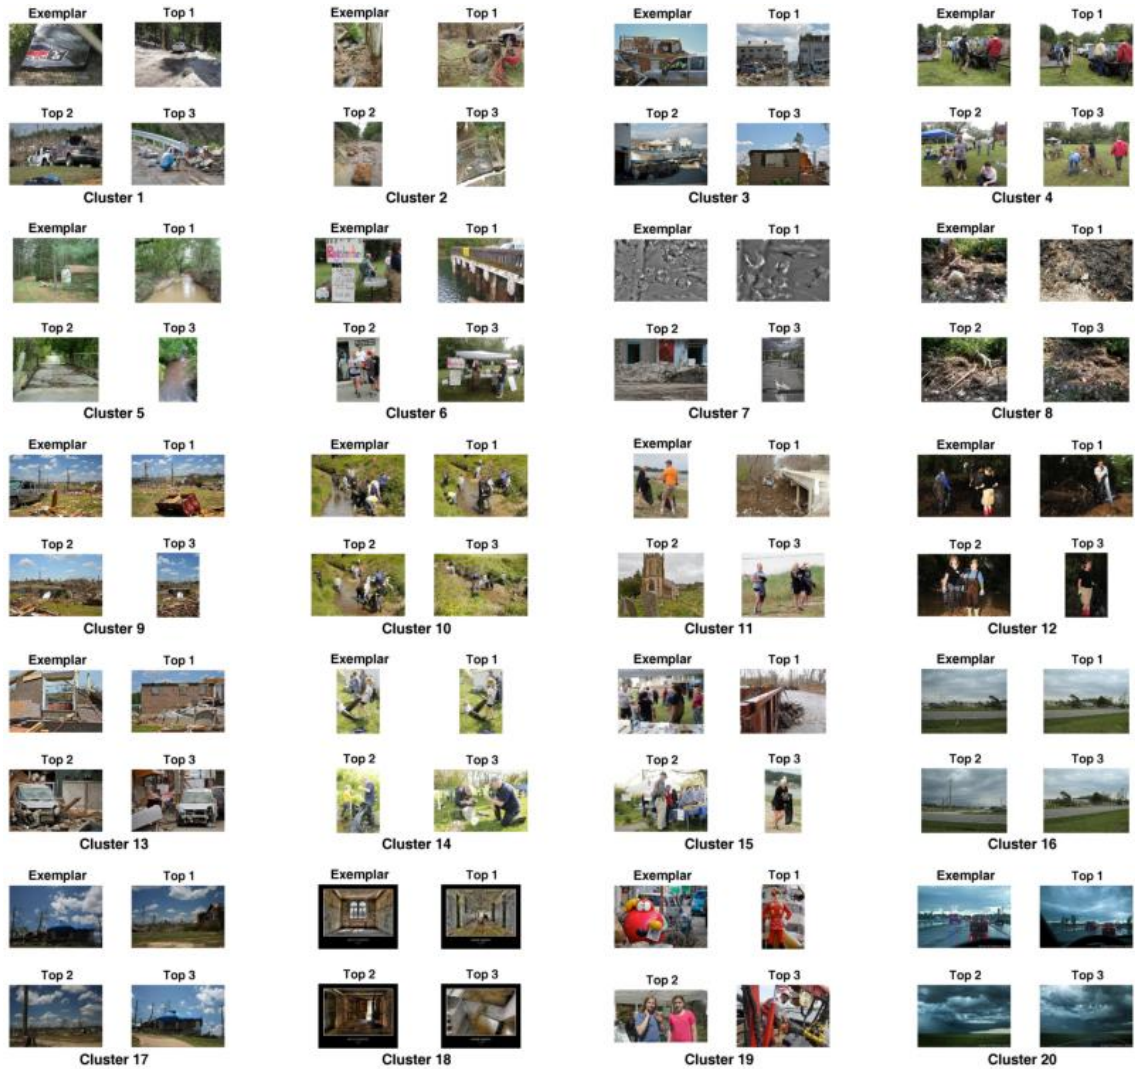 Exemplar Top 1 Exemplar Top 1 Exemplar Top 1 Exemplar Top 1
Top 2 Top 3 Top 2 Top 3 Top 2 Top 3 Top 2 Top 3
Cluster 1 Cluster 2 Cluster 3 Cluster 4
Exemplar Top 1 Exemplar Top 1 Exemplar Top 1 Exemplar Top 1
Top 2 Top 3 Top 2 Top 3 Top 2 Top 3 Top 2 Top 3
Cluster 5 Cluster 6 Cluster 7 Cluster 8
Exemplar Top 1 Exemplar Top 1 Exemplar Top 1 Exemplar Top 1
Top 2 Top 3 Top 2 Top 3 Top 2 Top 3 Top 2 Top 3
Cluster 9 Cluster 10 Cluster 11 Cluster 12
Exemplar Top 1 Exemplar Top 1 Exemplar Top 1 Exemplar Top 1
Top 2 Top 3 Top 2 Top 3 Top 2 Top 3 Top 2 Top 3
Cluster 13 Cluster 14 Cluster 15 Cluster 16
Exemplar Top 1 Exemplar Top 1 Exemplar Top 1 Exemplar Top 1
Top 2 Top 3 Top 2 Top 3 Top 2 Top 3 Top 2 Top 3
Cluster 17 Cluster 18 Cluster 19 Cluster 20